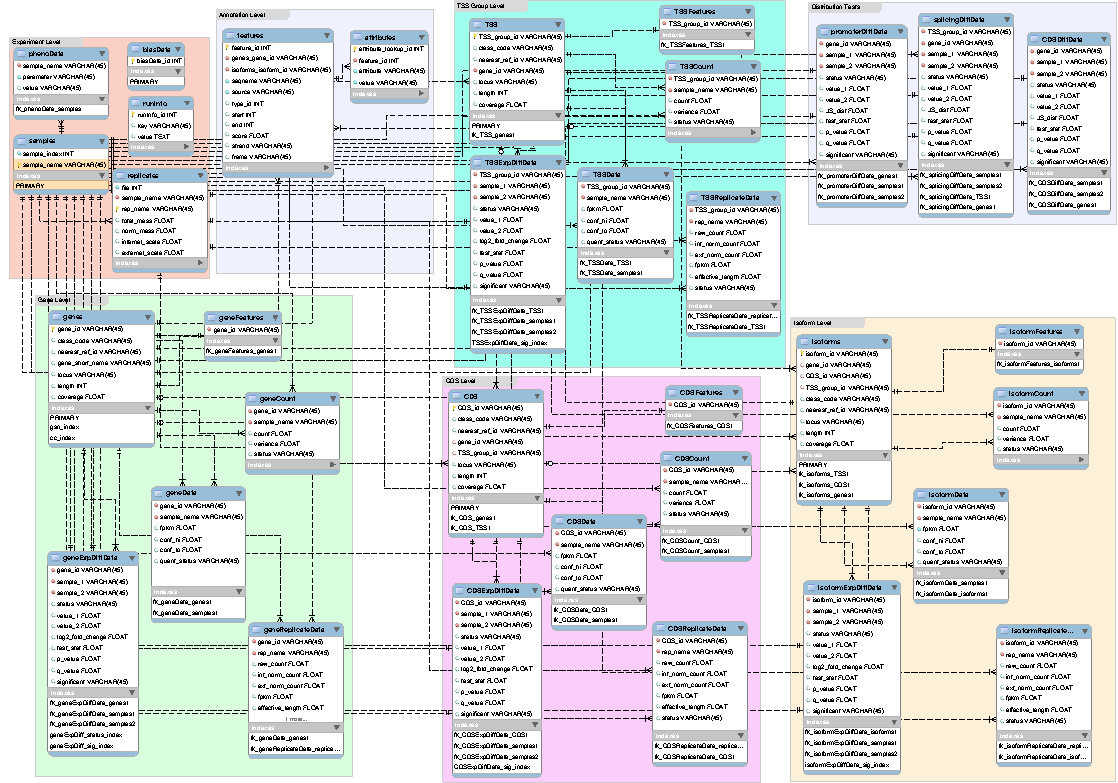 Experiment Level
phenoData
sample_name VARCHAR(45)
parameter VARCHAR(45)
value VARCHAR(45)
Indexes
fk_phenoData_samples
biasData
biasData_id INT
Indexes
PRIMARY
runInfo
runInfo_id INT
Key VARCHAR(45)
value TEXT
Indexes
samples
sample_index INT
sample_name VARCHAR(45)
Indexes
PRIMARY
replicates
file INT
sample_name VARCHAR(45)
rep_name VARCHAR(45)
total_mass FLOAT
norm_mass FLOAT
internal_scale FLOAT
external_scale FLOAT
Indexes
Annotation Level
features
feature_id INT
genes_gene_id VARCHAR(45)
isoforms_isoform_id VARCHAR(45)
seqname VARCHAR(45)
source VARCHAR(45)
type_id INT
start INT
end INT
score FLOAT
strand VARCHAR(45)
frame VARCHAR(45)
Indexes
attributes
attribute_lookup_id INT
feature_id INT
attribute VARCHAR(45)
value VARCHAR(45)
Indexes
TSS Group Level
TSS
TSS_group_id VARCHAR(45)
class_code VARCHAR(45)
nearest_ref_id VARCHAR(45)
gene_id VARCHAR(45)
locus VARCHAR(45)
length INT
coverage FLOAT
Indexes
PRIMARY
fk_TSS_genes1
TSSFeatures
TSS_group_id VARCHAR(45)
Indexes
fk_TSSFeatures_TSS1
TSSCount
TSS_group_id VARCHAR(45)
sample_name VARCHAR(45)
count FLOAT
variance FLOAT
status VARCHAR(45)
Indexes
TSSExpDiffData
TSS_group_id VARCHAR(45)
sample_1 VARCHAR(45)
sample_2 VARCHAR(45)
status VARCHAR(45)
value_1 FLOAT
value_2 FLOAT
log2_fold_change FLOAT
test_stat FLOAT
p_value FLOAT
q_value FLOAT
significant VARCHAR(45)
Indexes
fk_TSSExpDiffData_TSS1
fk_TSSExpDiffData_samples1
fk_TSSExpDiffData_samples2
TSSExpDiffData_sig_index
TSSData
TSS_group_id VARCHAR(45)
sample_name VARCHAR(45)
fpkm FLOAT
conf_hi FLOAT
conf_lo FLOAT
quant_status VARCHAR(45)
Indexes
fk_TSSData_TSS1
fk_TSSData_samples1
TSSReplicateData
TSS_group_id VARCHAR(45)
rep_name VARCHAR(45)
raw_count FLOAT
int_norm_count FLOAT
ext_norm_count FLOAT
fpkm FLOAT
effective_length FLOAT
status VARCHAR(45)
Indexes
fk_TSSReplicateData_replicat...
fk_TSSReplicateData_TSS1
Distribution Tests
promoterDiffData
gene_id VARCHAR(45)
sample_1 VARCHAR(45)
sample_2 VARCHAR(45)
status VARCHAR(45)
value_1 FLOAT
value_2 FLOAT
JS_dist FLOAT
test_stat FLOAT
p_value FLOAT
q_value FLOAT
significant VARCHAR(45)
Indexes
fk_promoterDiffData_genes1
fk_promoterDiffData_samples1
fk_promoterDiffData_samples2
splicingDiffData
TSS_group_id VARCHAR(45)
gene_id VARCHAR(45)
sample_1 VARCHAR(45)
sample_2 VARCHAR(45)
status VARCHAR(45)
value_1 FLOAT
value_2 FLOAT
JS_dist FLOAT
test_stat FLOAT
p_value FLOAT
q_value FLOAT
significant VARCHAR(45)
Indexes
fk_splicingDiffData_samples1
fk_splicingDiffData_samples2
fk_splicingDiffData_TSS1
fk_splicingDiffData_genes1
CDSDiffData
gene_id VARCHAR(45)
sample_1 VARCHAR(45)
sample_2 VARCHAR(45)
status VARCHAR(45)
value_1 FLOAT
value_2 FLOAT
JS_dist FLOAT
test_stat FLOAT
p_value FLOAT
q_value FLOAT
significant VARCHAR(45)
Indexes
fk_CDSDiffData_samples1
fk_CDSDiffData_samples2
fk_CDSDiffData_genes1
Gene Level
genes
gene_id VARCHAR(45)
class_code VARCHAR(45)
nearest_ref_id VARCHAR(45)
gene_short_name VARCHAR(45)
locus VARCHAR(45)
length INT
coverage FLOAT
Indexes
PRIMARY
gsn_index
cc_index
geneFeatures
gene_id VARCHAR(45)
Indexes
fk_geneFeatures_genes1
geneCount
gene_id VARCHAR(45)
sample_name VARCHAR(45)
count FLOAT
variance FLOAT
status VARCHAR(45)
Indexes
geneData
gene_id VARCHAR(45)
sample_name VARCHAR(45)
fpkm FLOAT
conf_hi FLOAT
conf_lo FLOAT
quant_status VARCHAR(45)
Indexes
fk_geneData_genes1
fk_geneData_samples1
geneExpDiffData
gene_id VARCHAR(45)
sample_1 VARCHAR(45)
sample_2 VARCHAR(45)
status VARCHAR(45)
value_1 FLOAT
value_2 FLOAT
log2_fold_change FLOAT
test_stat FLOAT
p_value FLOAT
q_value FLOAT
significant VARCHAR(45)
Indexes
fk_geneExpDiffData_genes1
fk_geneExpDiffData_samples1
fk_geneExpDiffData_samples2
geneExpDiff_status_index
geneExpDiff_sig_index
geneReplicateData
gene_id VARCHAR(45)
rep_name VARCHAR(45)
raw_count FLOAT
int_norm_count FLOAT
ext_norm_count FLOAT
fpkm FLOAT
effective_length FLOAT
1 more...
Indexes
fk_geneData_genes1
fk_geneReplicateData_replic...
CDS Level
CDS
CDS_id VARCHAR(45)
class_code VARCHAR(45)
nearest_ref_id VARCHAR(45)
gene_id VARCHAR(45)
TSS_group_id VARCHAR(45)
locus VARCHAR(45)
length INT
coverage FLOAT
Indexes
PRIMARY
fk_CDS_genes1
fk_CDS_TSS1
CDSFeatures
CDS_id VARCHAR(45)
Indexes
fk_CDSFeatures_CDS1
CDSCount
CDS_id VARCHAR(45)
sample_name VARCHAR...
count FLOAT
variance FLOAT
status VARCHAR(45)
Indexes
fk_CDSCount_CDS1
fk_CDSCount_samples1
CDSData
CDS_id VARCHAR(45)
sample_name VARCHAR(45)
fpkm FLOAT
conf_hi FLOAT
conf_lo FLOAT
quant_status VARCHAR(45)
Indexes
fk_CDSData_CDS1
fk_CDSData_samples1
CDSExpDiffData
CDS_id VARCHAR(45)
sample_1 VARCHAR(45)
sample_2 VARCHAR(45)
status VARCHAR(45)
value_1 FLOAT
value_2 FLOAT
log2_fold_change FLOAT
test_stat FLOAT
p_value FLOAT
q_value FLOAT
significant VARCHAR(45)
Indexes
fk_CDSExpDiffData_CDS1
fk_CDSExpDiffData_samples1
fk_CDSExpDiffData_samples2
CDSExpDiffData_sig_index
CDSReplicateData
CDS_id VARCHAR(45)
rep_name VARCHAR(45)
raw_count FLOAT
int_norm_count FLOAT
ext_norm_count FLOAT
fpkm FLOAT
effective_length FLOAT
status VARCHAR(45)
Indexes
fk_CDSReplicateData_replica...
fk_CDSReplicateData_CDS1
Isoform Level
isoforms
isoform_id VARCHAR(45)
gene_id VARCHAR(45)
CDS_id VARCHAR(45)
TSS_group_id VARCHAR(45)
class_code VARCHAR(45)
nearest_ref_id VARCHAR(45)
locus VARCHAR(45)
length INT
coverage FLOAT
Indexes
PRIMARY
fk_isoforms_TSS1
fk_isoforms_CDS1
fk_isoforms_genes1
isoformFeatures
isoform_id VARCHAR(45)
Indexes
fk_isoformFeatures_isoforms1
isoformCount
isoform_id VARCHAR(45)
sample_name VARCHAR(45)
count FLOAT
variance FLOAT
status VARCHAR(45)
Indexes
isoformData
isoform_id VARCHAR(45)
sample_name VARCHAR(45)
fpkm FLOAT
conf_hi FLOAT
conf_lo FLOAT
quant_status VARCHAR(45)
Indexes
fk_isoformData_samples1
fk_isoformData_isoforms1
isoformExpDiffData
isoform_id VARCHAR(45)
sample_1 VARCHAR(45)
sample_2 VARCHAR(45)
status VARCHAR(45)
value_1 FLOAT
value_2 FLOAT
log2_fold_change FLOAT
test_stat FLOAT
p_value FLOAT
q_value FLOAT
significant VARCHAR(45)
Indexes
fk_isoformExpDiffData_isoforms1
fk_isoformExpDiffData_samples1
fk_isoformExpDiffData_samples2
isoformExpDiffData_sig_index
isoformReplicate...
isoform_id VARCHAR(45)
rep_name VARCHAR(45)
raw_count FLOAT
int_norm_count FLOAT
ext_norm_count FLOAT
fpkm FLOAT
effective_length FLOAT
status VARCHAR(45)
Indexes
fk_isoformReplicateData_replica...
fk_isoformReplicateData_isof...